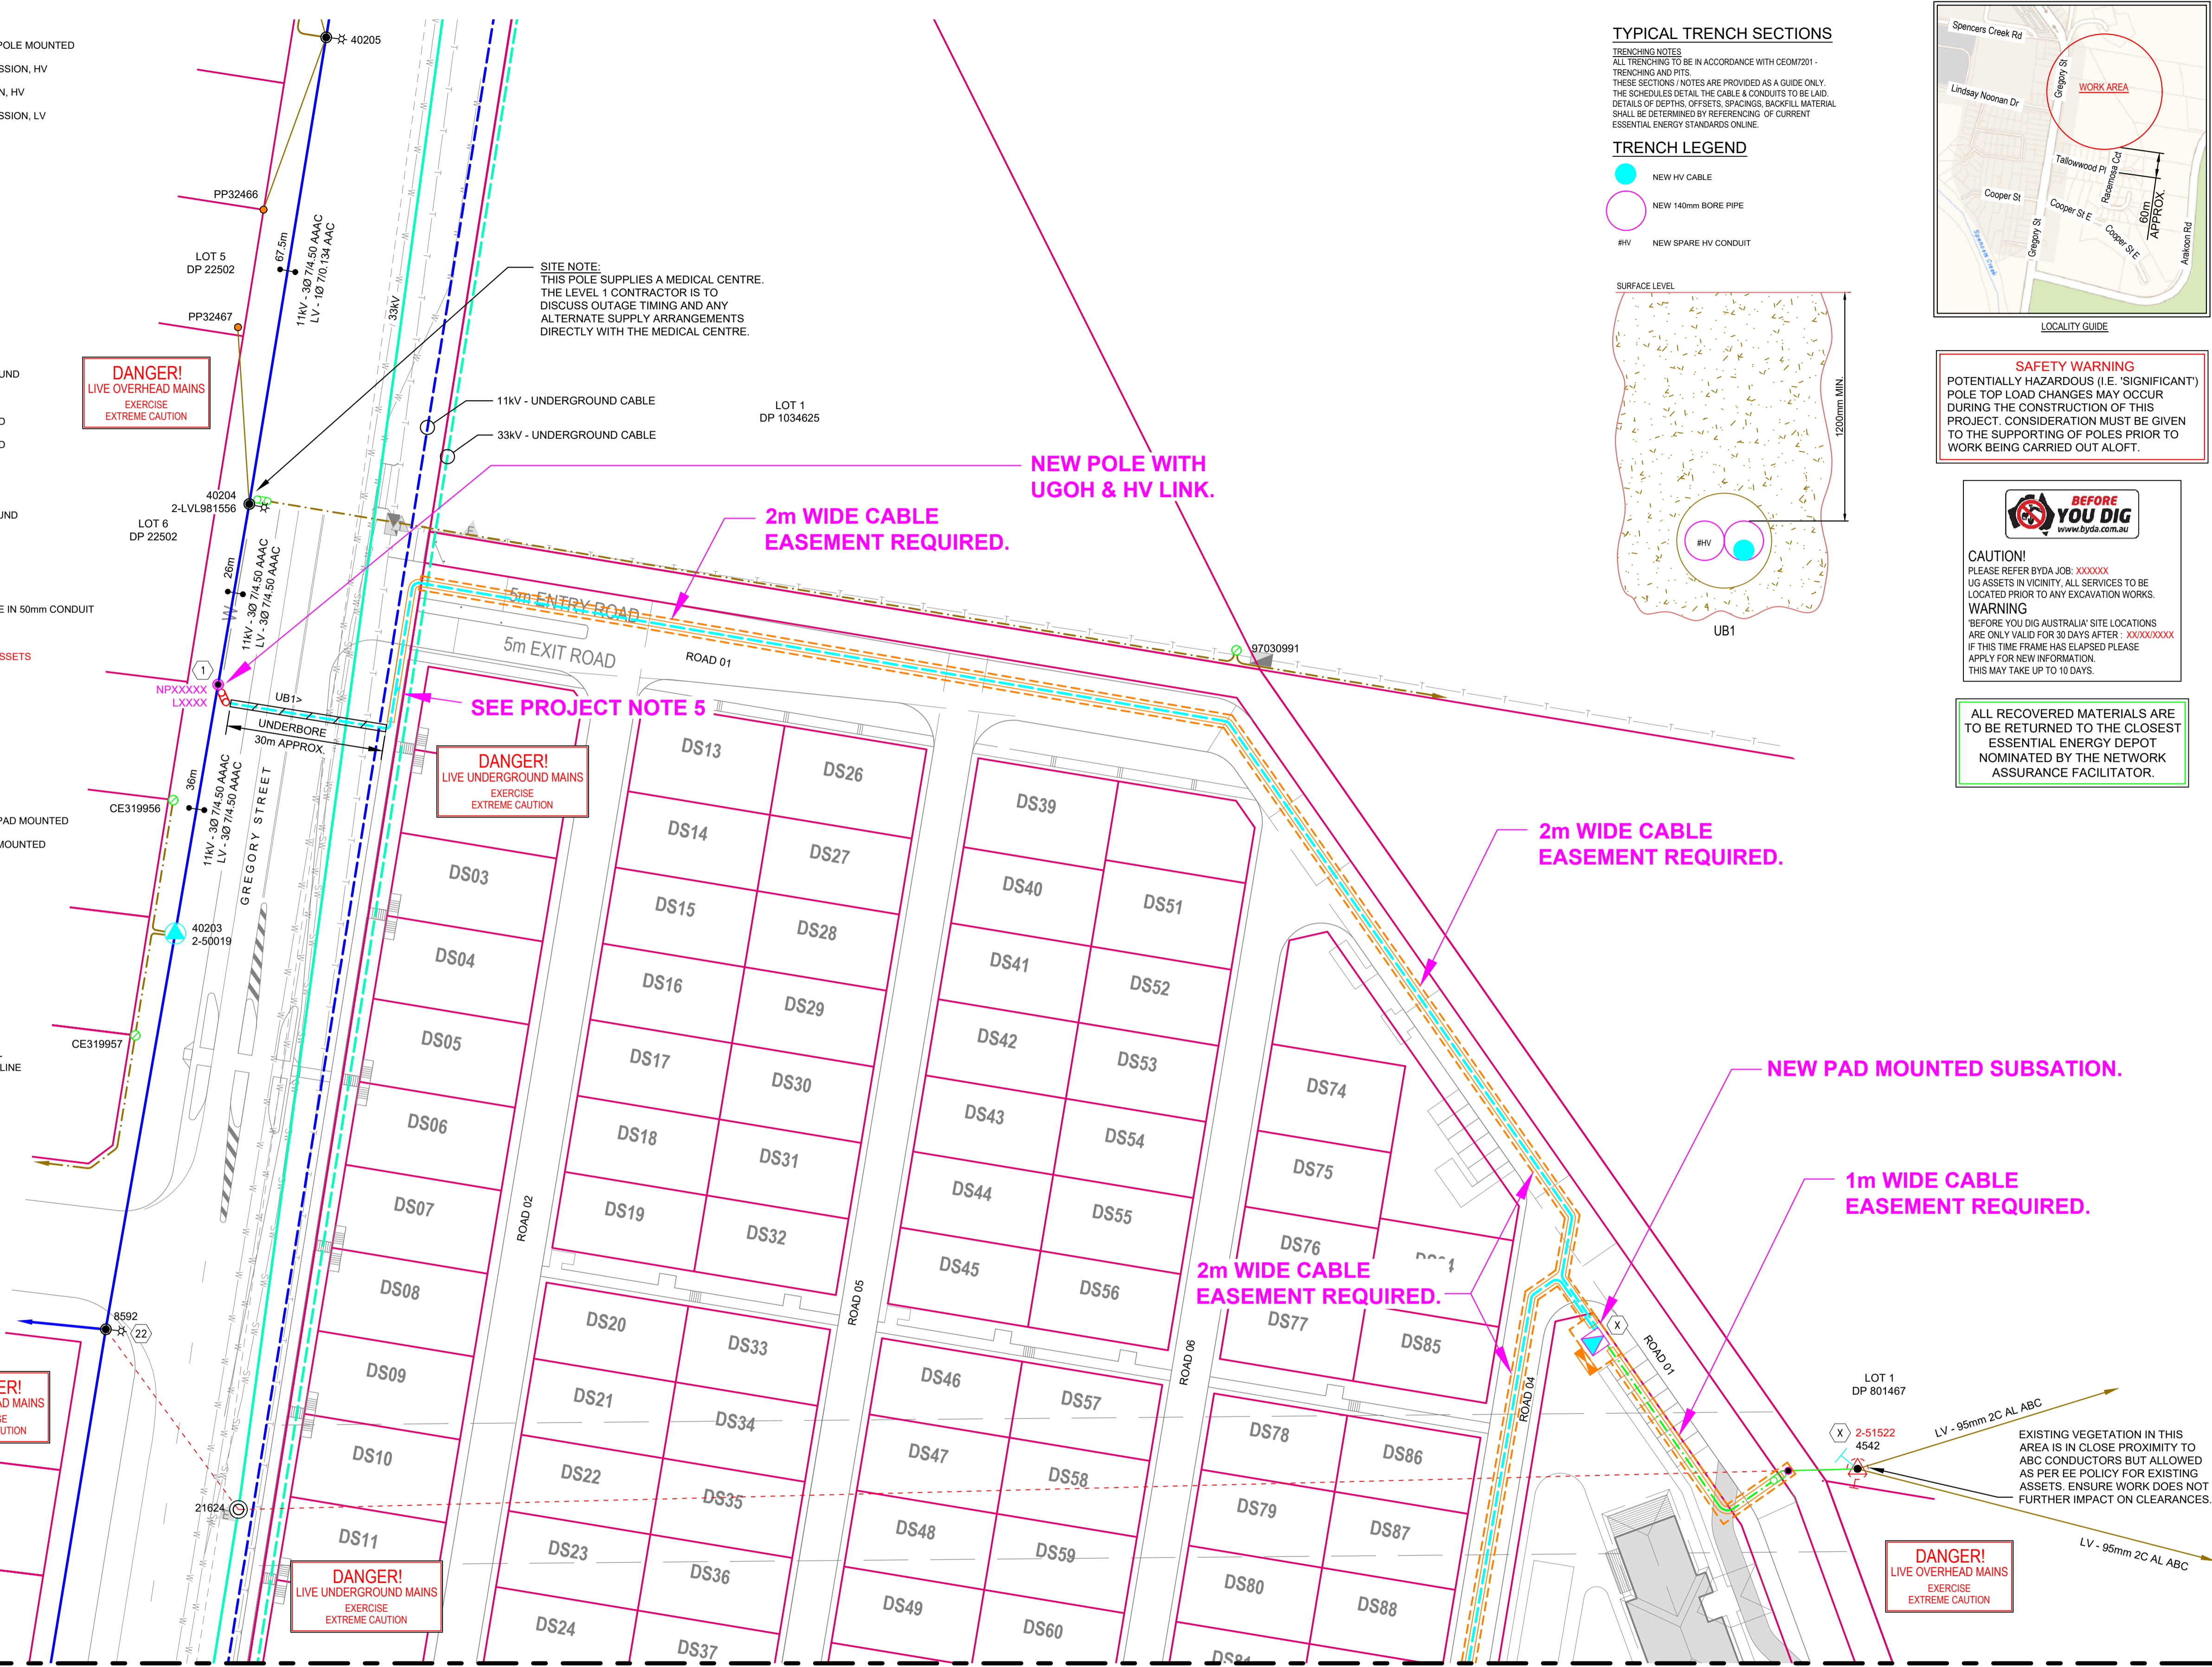 POLE MOUNTED
SSION, HV
N, HV
SSION, LV
40205
PP32466
67.5m
11kV - 3Ø 7/4.50 AAAC
LV - 1Ø 7/0.134 AAC
33kV
LOT 5
DP 22502
PP32467
UND
DANGER!
LIVE OVERHEAD MAINS
EXERCISE
EXTREME CAUTION
D
D
SITE NOTE:
THIS POLE SUPPLIES A MEDICAL CENTRE.
THE LEVEL 1 CONTRACTOR IS TO
DISCUSS OUTAGE TIMING AND ANY
ALTERNATE SUPPLY ARRANGEMENTS
DIRECTLY WITH THE MEDICAL CENTRE.
11kV - UNDERGROUND CABLE
33kV - UNDERGROUND CABLE
LOT 1
DP 1034625
NEW POLE WITH
UGOH & HV LINK.
2m WIDE CABLE
EASEMENT REQUIRED.
40204
2-LVL981556
LOT 6
DP 22502
UND
26m
11kV - 3Ø 7/4.50 AAAC
LV - 3Ø 7/4.50 AAAC
E IN 50mm CONDUIT
SSETS
1
NPXXXXX
LXXXX
UB1>
UNDERBORE
30m APPROX.
5m ENTRY ROAD
5m EXIT ROAD
ROAD 01
97030991
SEE PROJECT NOTE 5
DANGER!
LIVE UNDERGROUND MAINS
EXERCISE
EXTREME CAUTION
36m
11kV - 3Ø 7/4.50 AAAC
LV - 3Ø 7/4.50 AAAC
GREGORY STREET
CE319956
PAD MOUNTED
MOUNTED
40203
2-50019
CE319957
LINE
8592
22
ER!
AD MAINS
SE
UTION
21624
DANGER!
LIVE UNDERGROUND MAINS
EXERCISE
EXTREME CAUTION
DS03
DS04
DS05
DS06
DS07
DS08
DS09
DS10
DS11
ROAD 02
DS13
DS26
DS14
DS27
DS15
DS28
DS16
DS29
DS17
DS30
DS18
DS31
DS19
DS32
DS20
DS33
DS21
DS34
DS22
DS35
DS23
DS36
DS24
DS37
ROAD 05
DS39
DS40
DS51
DS41
DS52
DS42
DS53
DS43
DS54
DS44
DS55
DS45
DS56
DS46
DS57
DS47
DS58
DS48
DS59
DS49
DS60
ROAD 06
DS74
DS75
DS76
DS77
DS85
DS78
DS86
DS79
DS87
DS80
DS88
DS81
ROAD 04
2m WIDE CABLE
EASEMENT REQUIRED.
2m WIDE CABLE
EASEMENT REQUIRED.
NEW PAD MOUNTED SUBSATION.
1m WIDE CABLE
EASEMENT REQUIRED.
X
ROAD 01
LOT 1
DP 801467
X
2-51522
4542
LV - 95mm 2C AL ABC
EXISTING VEGETATION IN THIS
AREA IS IN CLOSE PROXIMITY TO
ABC CONDUCTORS BUT ALLOWED
AS PER EE POLICY FOR EXISTING
ASSETS. ENSURE WORK DOES NOT
FURTHER IMPACT ON CLEARANCES.
LV - 95mm 2C AL ABC
DANGER!
LIVE OVERHEAD MAINS
EXERCISE
EXTREME CAUTION
TYPICAL TRENCH SECTIONS
TRENCHING NOTES
ALL TRENCHING TO BE IN ACCORDANCE WITH CEOM7201 -
TRENCHING AND PITS.
THESE SECTIONS / NOTES ARE PROVIDED AS A GUIDE ONLY.
THE SCHEDULES DETAIL THE CABLE & CONDUITS TO BE LAID.
DETAILS OF DEPTHS, OFFSETS, SPACINGS, BACKFILL MATERIAL
SHALL BE DETERMINED BY REFERENCING OF CURRENT
ESSENTIAL ENERGY STANDARDS ONLINE.
TRENCH LEGEND
NEW HV CABLE
NEW 140mm BORE PIPE
#HV NEW SPARE HV CONDUIT
SURFACE LEVEL
1200mm MIN.
#HV
UB1
Spencers Creek Rd
Gregory St
WORK AREA
Lindsay Noonan Dr
Tallowwood Pl
Racemosa Cct
Cooper St
Cooper St E
Cooper St E
60m
APPROX.
Gregory St
Spencers Creek
Arakoon Rd
LOCALITY GUIDE
SAFETY WARNING
POTENTIALLY HAZARDOUS (I.E. 'SIGNIFICANT')
POLE TOP LOAD CHANGES MAY OCCUR
DURING THE CONSTRUCTION OF THIS
PROJECT. CONSIDERATION MUST BE GIVEN
TO THE SUPPORTING OF POLES PRIOR TO
WORK BEING CARRIED OUT ALOFT.
BEFORE
YOU DIG
www.byda.com.au
CAUTION!
PLEASE REFER BYDA JOB: XXXXXX
UG ASSETS IN VICINITY, ALL SERVICES TO BE
LOCATED PRIOR TO ANY EXCAVATION WORKS.
WARNING
'BEFORE YOU DIG AUSTRALIA' SITE LOCATIONS
ARE ONLY VALID FOR 30 DAYS AFTER : XX/XX/XXXX
IF THIS TIME FRAME HAS ELAPSED PLEASE
APPLY FOR NEW INFORMATION.
THIS MAY TAKE UP TO 10 DAYS.
ALL RECOVERED MATERIALS ARE
TO BE RETURNED TO THE CLOSEST
ESSENTIAL ENERGY DEPOT
NOMINATED BY THE NETWORK
ASSURANCE FACILITATOR.